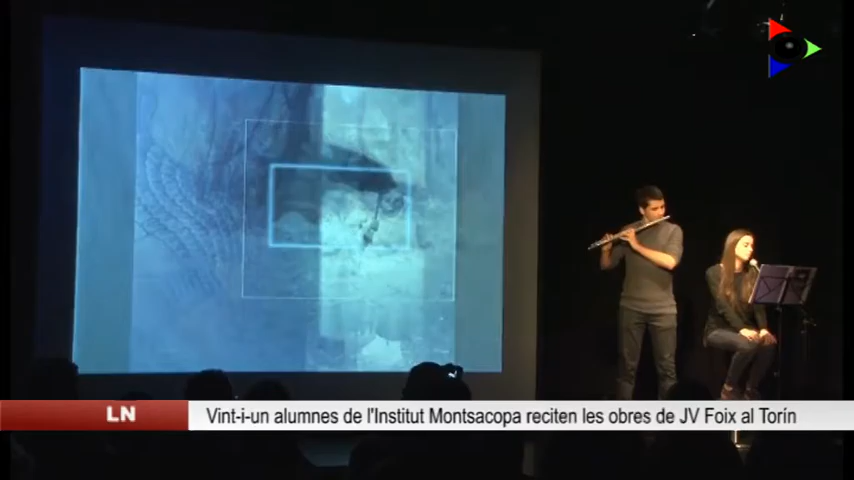 LN
Vint-i-un alumnes de l'Institut Montsacopa reciten les obres de JV Foix al Torín